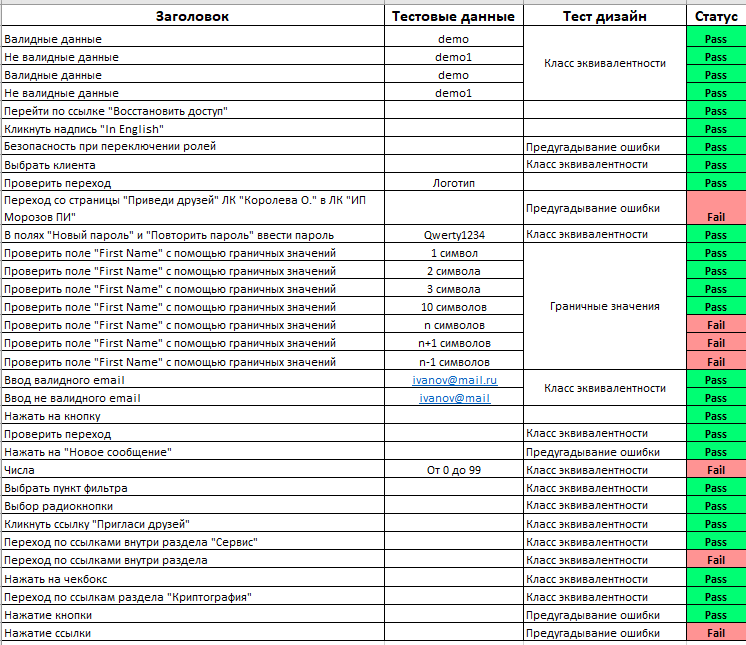 Заголовок Тестовые данные Тест дизайн Статус
Валидные данные demo Pass
Не валидные данные demo1 Pass
Класс эквивалентности
Валидные данные demo Pass
Не валидные данные demo1 Pass
Перейти по ссылке "Восстановить доступ" Pass
Кликнуть надпись "In English" Pass
Безопасность при переключении ролей Предугадывание ошибки Pass
Выбрать клиента Класс эквивалентности Pass
Проверить переход Логотип Pass
Переход со страницы "Приведи друзей" ЛК "Королева О." в ЛК "ИП
Морозов ПИ" Предугадывание ошибки Fail
В полях "Новый пароль" и "Повторить пароль" ввести пароль Qwerty1234 Класс эквивалентности Pass
Проверить поле "First Name" с помощью граничных значений 1 символ Pass
Проверить поле "First Name" с помощью граничных значений 2 символа Pass
Проверить поле "First Name" с помощью граничных значений 3 символа Pass
Проверить поле "First Name" с помощью граничных значений 10 символов Граничные значения Pass
Проверить поле "First Name" с помощью граничных значений n символов Fail
Проверить поле "First Name" с помощью граничных значений n+1 символов Fail
Проверить поле "First Name" с помощью граничных значений n-1 символов Fail
Ввод валидного email ivanov@mail.ru Pass
Класс эквивалентности
Ввод не валидного email ivanov@mail Pass
Нажать на кнопку Pass
Проверить переход Класс эквивалентности Pass
Нажать на "Новое сообщение" Предугадывание ошибки Pass
Числа От 0 до 99 Класс эквивалентности Fail
Выбрать пункт фильтра Класс эквивалентности Pass
Выбор радиокнопки Класс эквивалентности Pass
Кликнуть ссылку "Пригласи друзей" Класс эквивалентности Pass
Переход по ссылками внутри раздела "Сервис" Класс эквивалентности Pass
Переход по ссылками внутри раздела Класс эквивалентности Fail
Нажать на чекбокс Класс эквивалентности Pass
Переход по ссылкам раздела "Криптография" Класс эквивалентности Pass
Нажатие кнопки Предугадывание ошибки Pass
Нажатие ссылки Предугадывание ошибки Fail